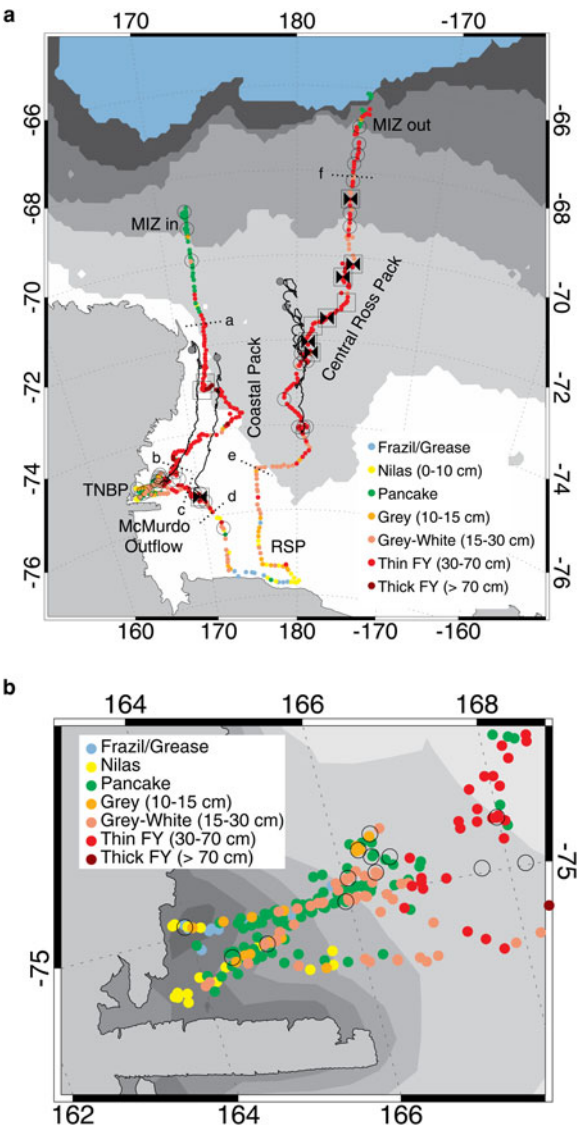 a
170
180
-170
-66
-68
-70
-72
-74
-76
-66
-68
-70
-72
-74
-76
MIZ out
f
MIZ in
a
Coastal Pack
Central Ross Pack
b
e
TNBP
c
d
McMurdo
Outflow
RSP
Frazil/Grease
Nilas (0-10 cm)
Pancake
Grey (10-15 cm)
Grey-White (15-30 cm)
Thin FY (30-70 cm)
Thick FY (> 70 cm)
160
170
180
-170
-160
b
164
166
168
Frazil/Grease
Nilas
Pancake
Grey (10-15 cm)
Grey-White (15-30 cm)
Thin FY (30-70 cm)
Thick FY (> 70 cm)
-75
-75
162
164
166